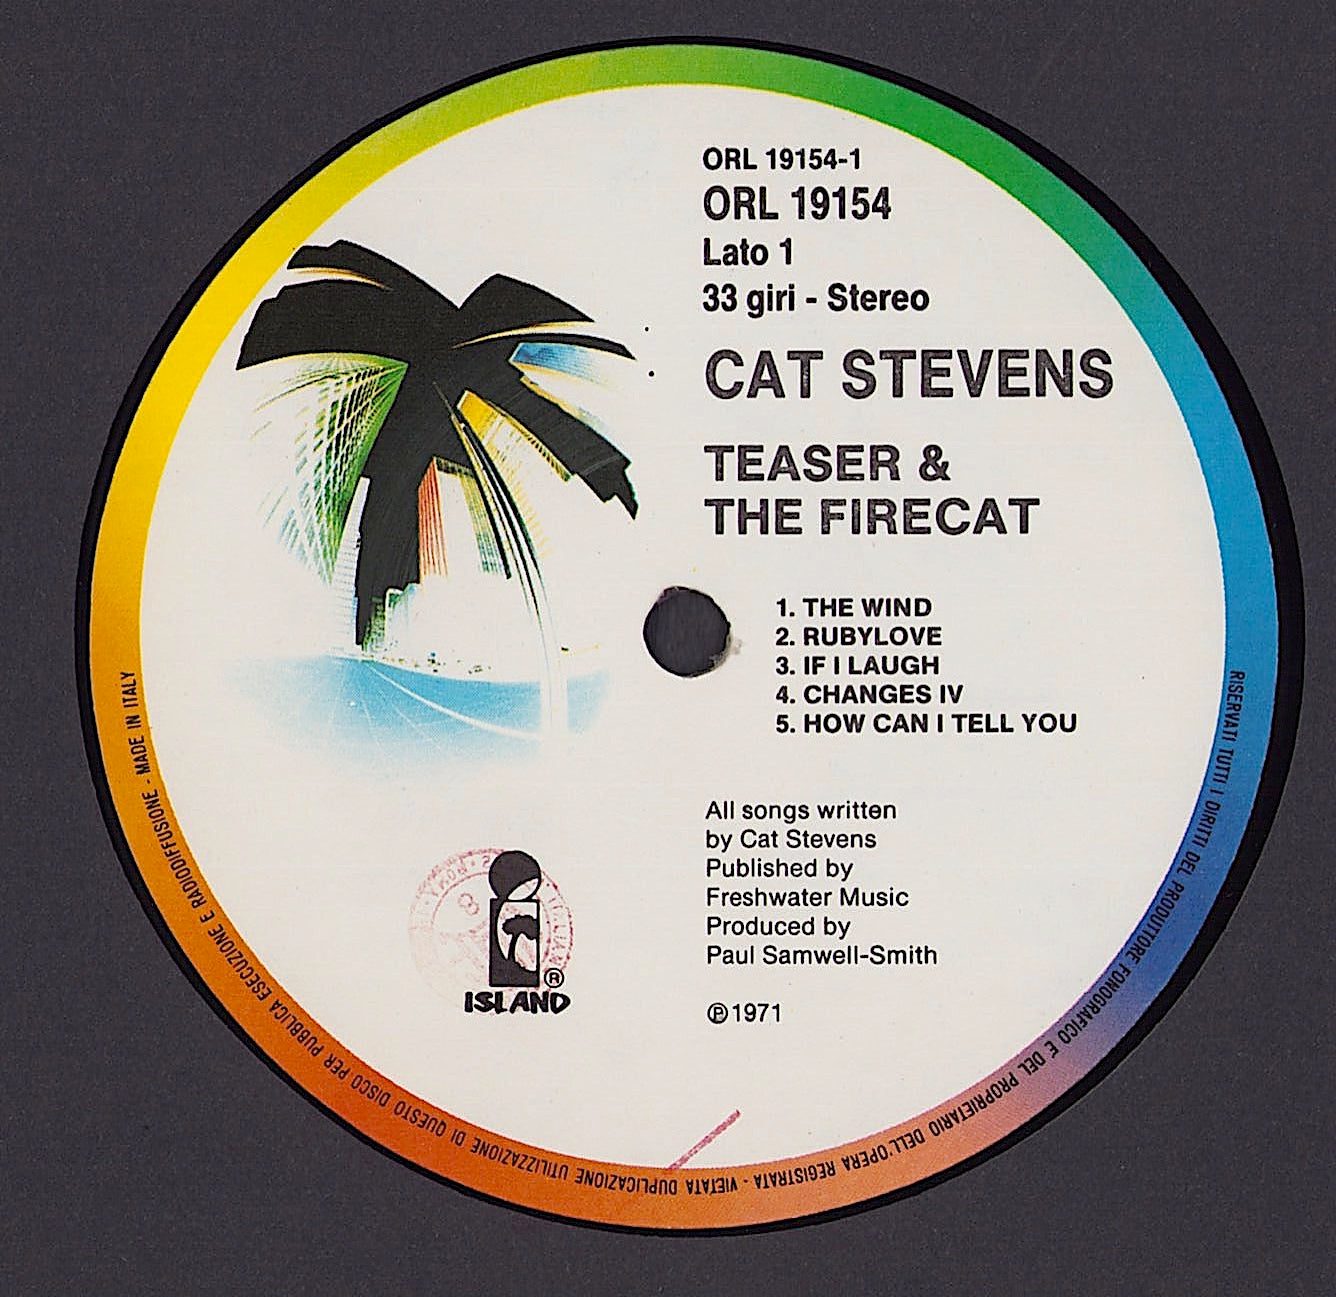 ORL 19154-1
ORL 19154
Lato 1
33 giri - Stereo
CAT STEVENS
TEASER &
THE FIRECAT
1. THE WIND
2. RUBYLOVE
3. IF I LAUGH
4. CHANGES IV
5. HOW CAN I TELL YOU
All songs written
by Cat Stevens
Published by
Freshwater Music
Produced by
Paul Samwell-Smith
℗1971
®
ISLAND
RISERVATI TUTTI I DIRITTI DEL PRODUTTORE FONOGRAFICO E DEL PROPRIETARIO DELL'OPERA REGISTRATA - VIETATA DUPLICAZIONE UTILIZZAZIONE DI QUESTO DISCO PER PUBBLICA ESECUZIONE E RADIODIFFUSIONE - MADE IN ITALY